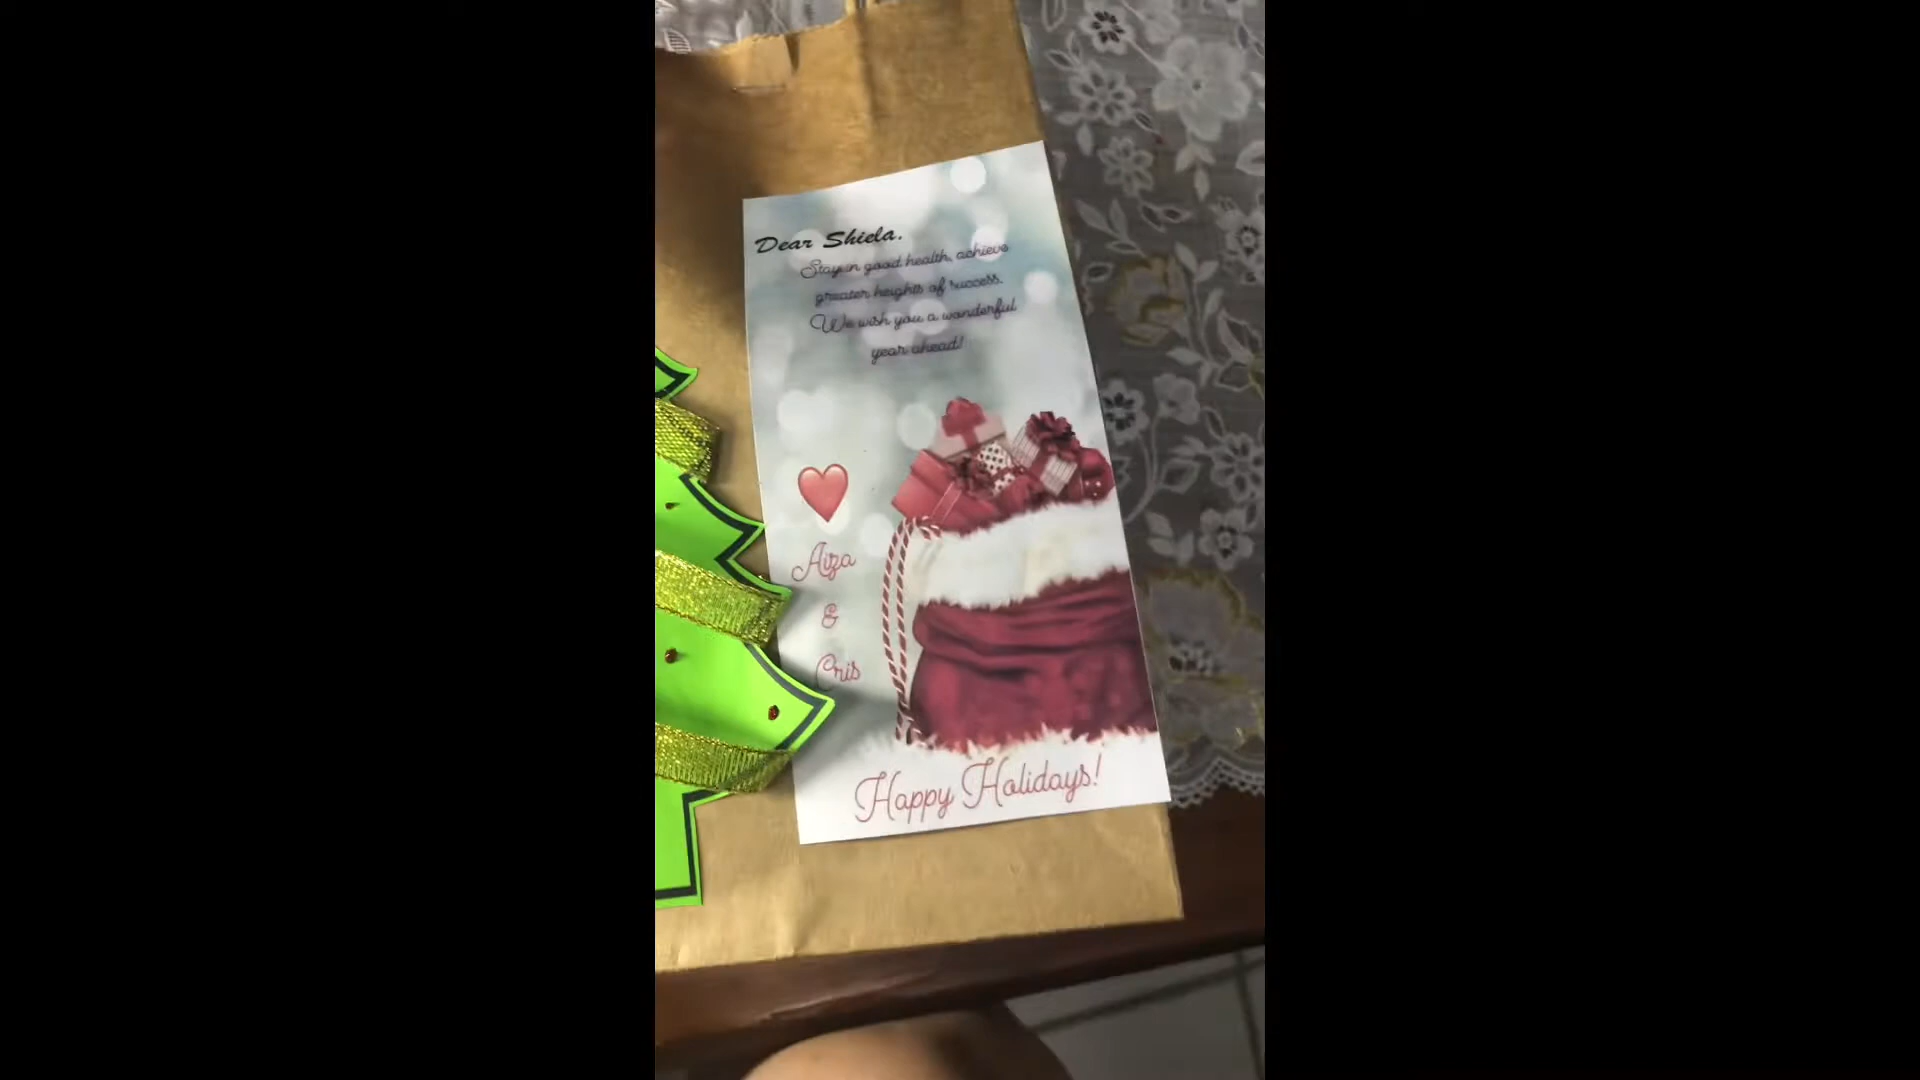 Dear Shiela.
Stay in good health, achieve
greater heights of success.
We wish you a wonderful
year ahead!
Aiza
&
Cris
Happy Holidays!